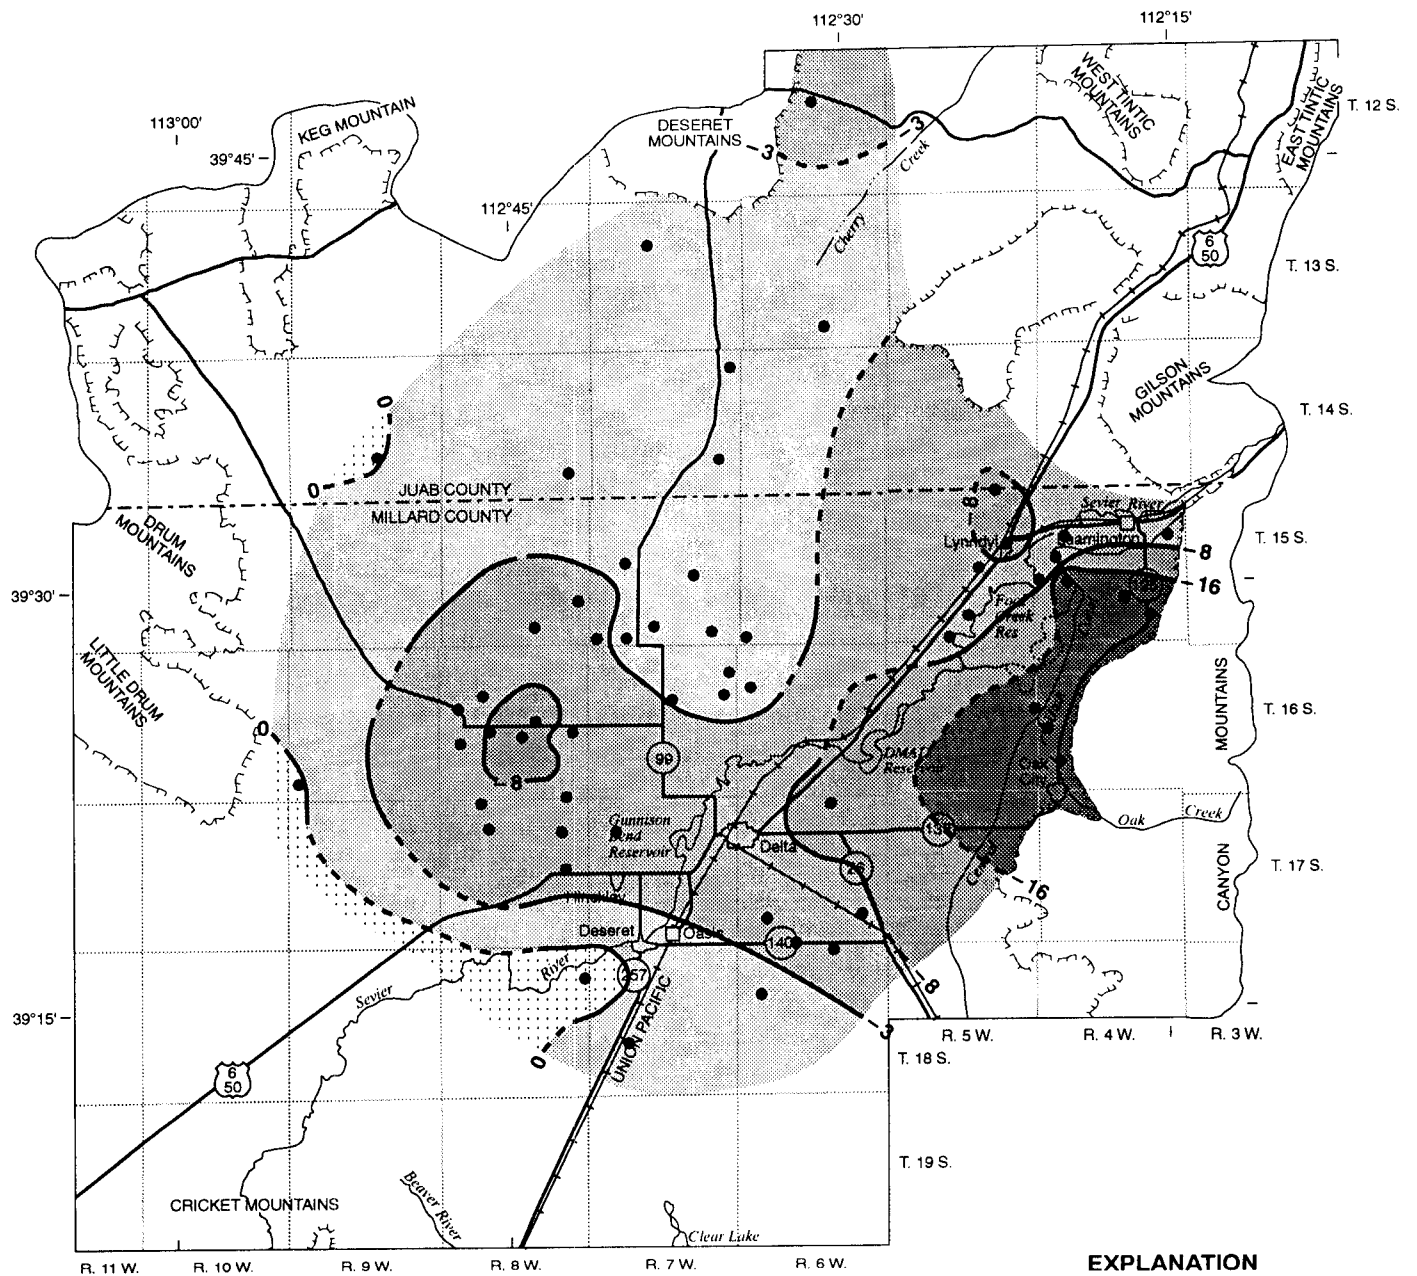 112°30'
112°15'
WEST TINTIC
MOUNTAINS
EAST TINTIC
MOUNTAINS
T. 12 S.
113°00'
39°45'
KEG MOUNTAIN
DESERET
MOUNTAINS
3
3
Creek
Cherry
112°45'
6
50
T. 13 S.
GILSON
MOUNTAINS
T. 14 S.
0
0
JUAB COUNTY
MILLARD COUNTY
8
Sevier River
Lynndyl
Leamington
T. 15 S.
8
16
DRUM
MOUNTAINS
39°30'
Res
LITTLE DRUM
MOUNTAINS
0
MOUNTAINS
T. 16 S.
99
8
DMAD
Reservoir
Oak
City
Gunnison
Bend
Reservoir
Delta
Oak Creek
26
T. 17 S.
CANYON
16
Hinckley
Deseret
Oasis
140
River
257
Sevier
8
39°15'
3
0
UNION PACIFIC
R. 5 W.
R. 4 W.
R. 3 W.
T. 18 S.
6
50
T. 19 S.
Beaver River
CRICKET MOUNTAINS
Clear Lake
R. 11 W.
R. 10 W.
R. 9 W.
R. 8 W.
R. 7 W.
R. 6 W.
EXPLANATION